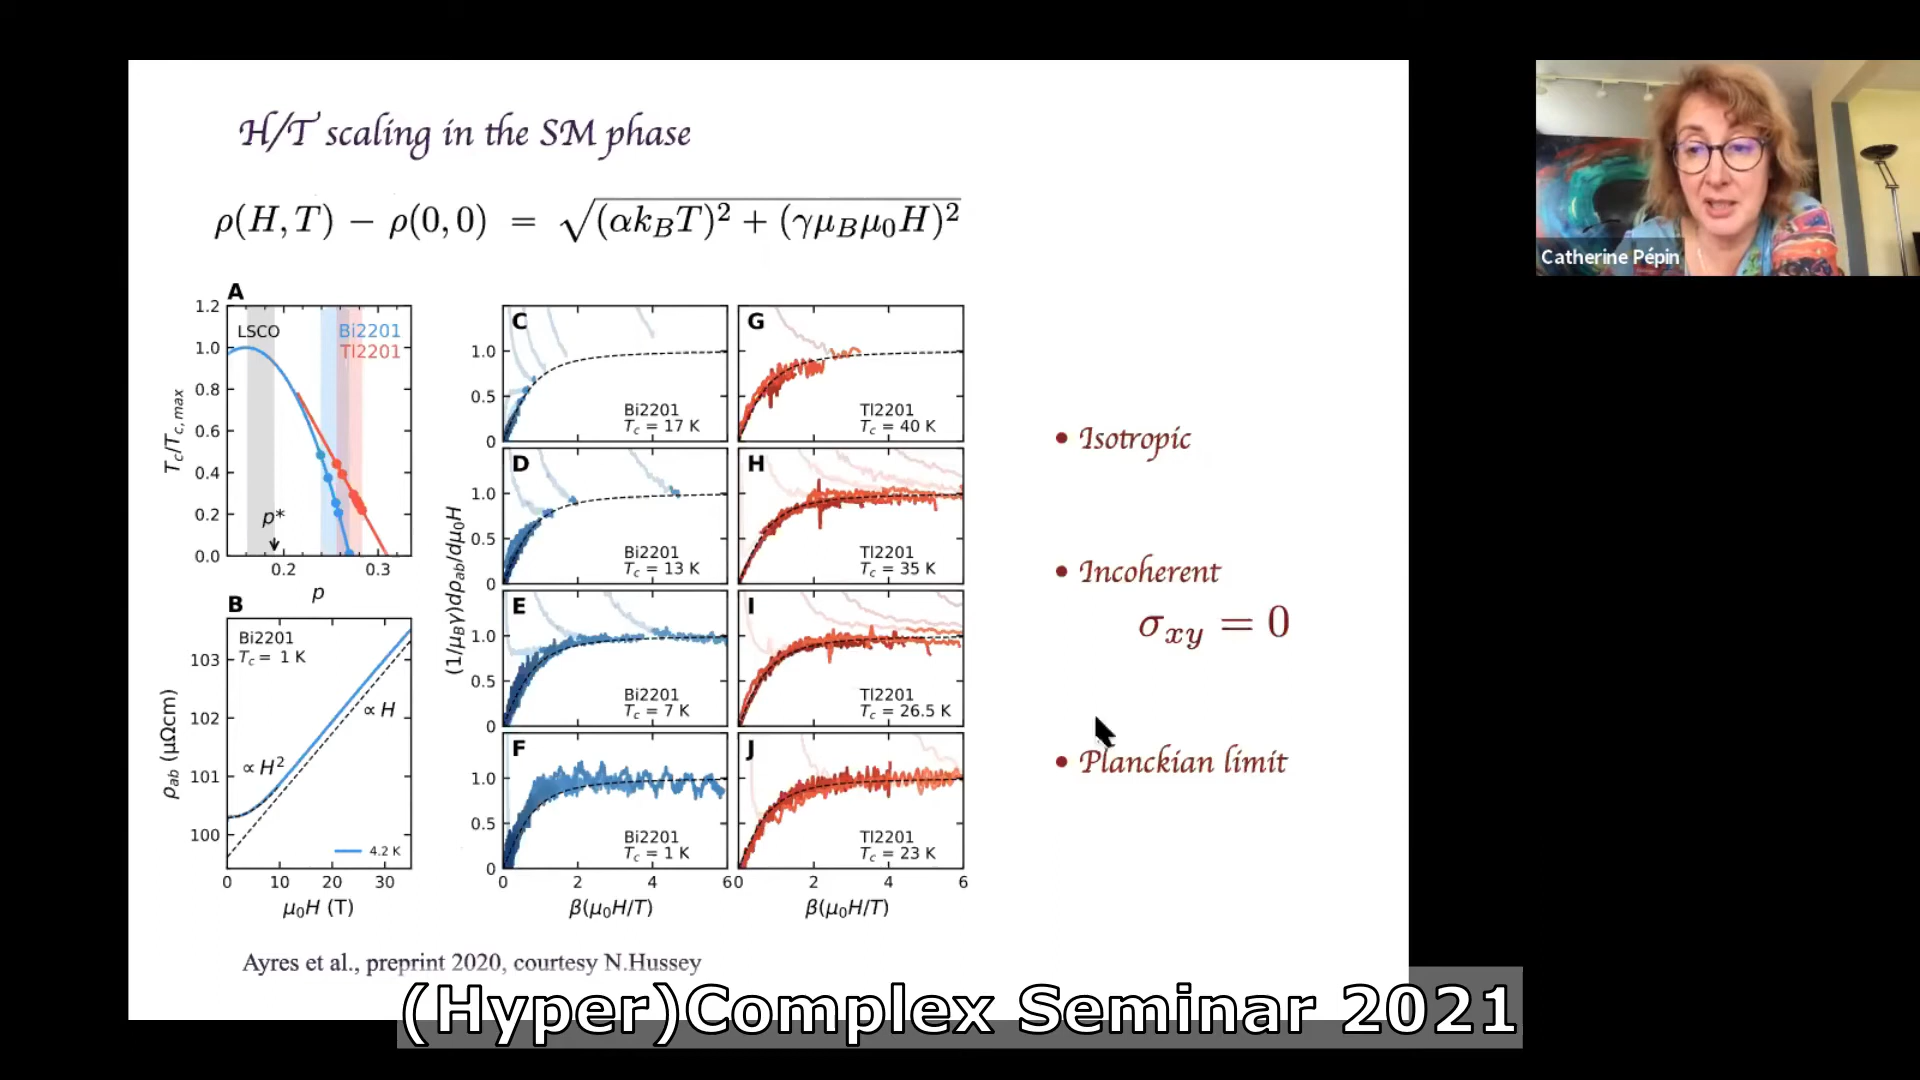 H/T scaling in the SM phase
ρ(H,T) − ρ(0,0) = √(αk_BT)² + (γμ_Bμ₀H)²
A
1.2
1.0
0.8
0.6
0.4
0.2
0.0
T_c/T_c,max
LSCO
Bi2201
Tl2201
p*
0.2
0.3
p
B
Bi2201
T_c = 1 K
103
102
101
100
ρ_ab (μΩcm)
∝ H
∝ H²
4.2 K
0
10
20
30
μ₀H (T)
(1/μ_Bγ)dρ_ab/dμ₀H
C
1.0
0.5
0
Bi2201
T_c = 17 K
G
Tl2201
T_c = 40 K
D
1.0
0.5
0
Bi2201
T_c = 13 K
H
Tl2201
T_c = 35 K
E
1.0
0.5
0
Bi2201
T_c = 7 K
I
Tl2201
T_c = 26.5 K
F
1.0
0.5
0
Bi2201
T_c = 1 K
J
Tl2201
T_c = 23 K
0 2 4 6
0 2 4 6
β(μ₀H/T)
β(μ₀H/T)
• Isotropic
• Incoherent
σ_xy = 0
• Planckian limit
Ayres et al., preprint 2020, courtesy N.Hussey
Catherine Pépin
(Hyper)Complex Seminar 2021